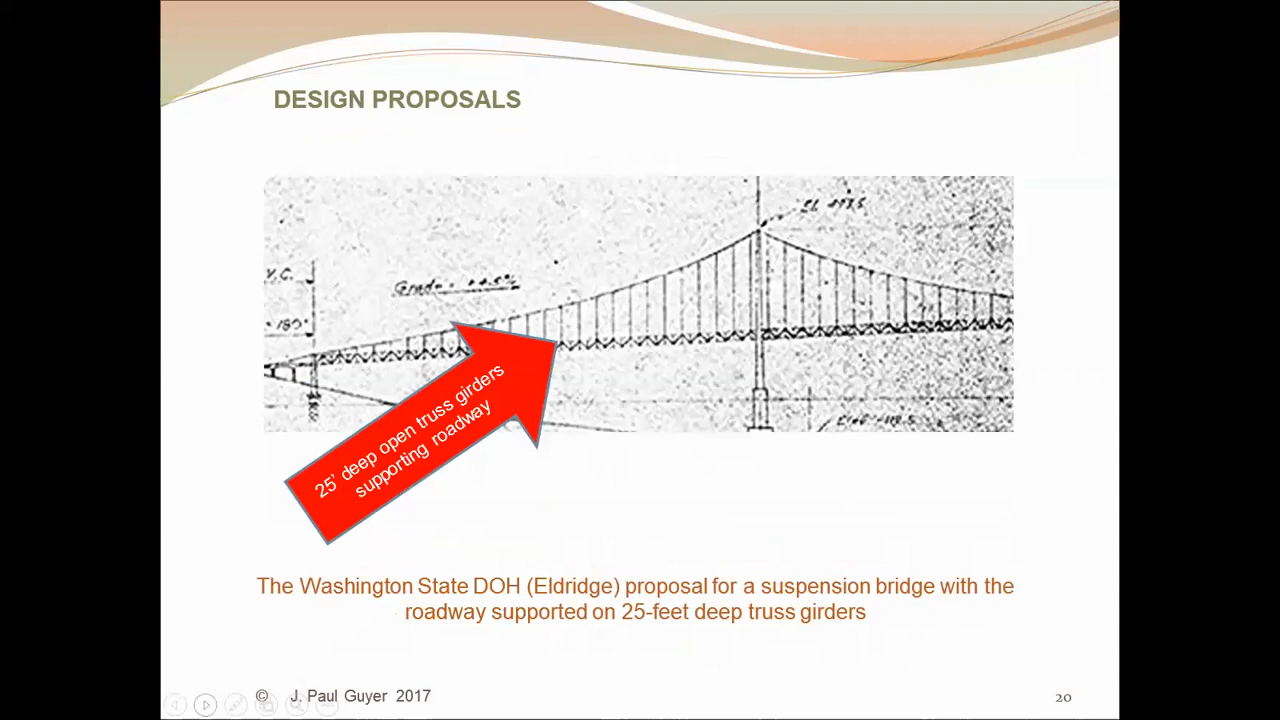 DESIGN PROPOSALS
V.C.
180'
25' deep open truss girders
supporting roadway
The Washington State DOH (Eldridge) proposal for a suspension bridge with the
roadway supported on 25-feet deep truss girders
© J. Paul Guyer 2017
20